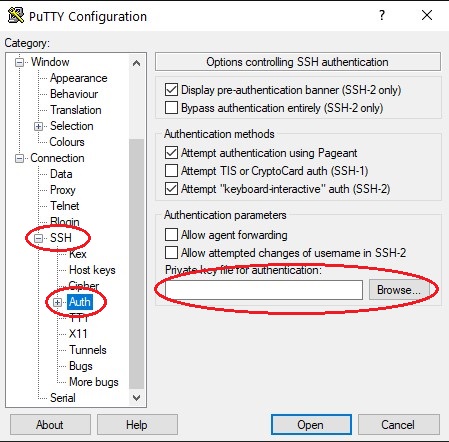 PuTTY Configuration
?
Category:
Window
Appearance
Behaviour
Translation
Selection
Colours
Connection
Data
Proxy
Telnet
Rlogin
SSH
Kex
Host keys
Cipher
Auth
TTY
X11
Tunnels
Bugs
More bugs
Serial
Options controlling SSH authentication
Display pre-authentication banner (SSH-2 only)
Bypass authentication entirely (SSH-2 only)
Authentication methods
Attempt authentication using Pageant
Attempt TIS or CryptoCard auth (SSH-1)
Attempt "keyboard-interactive" auth (SSH-2)
Authentication parameters
Allow agent forwarding
Allow attempted changes of username in SSH-2
Private key file for authentication:
Browse...
About
Help
Open
Cancel